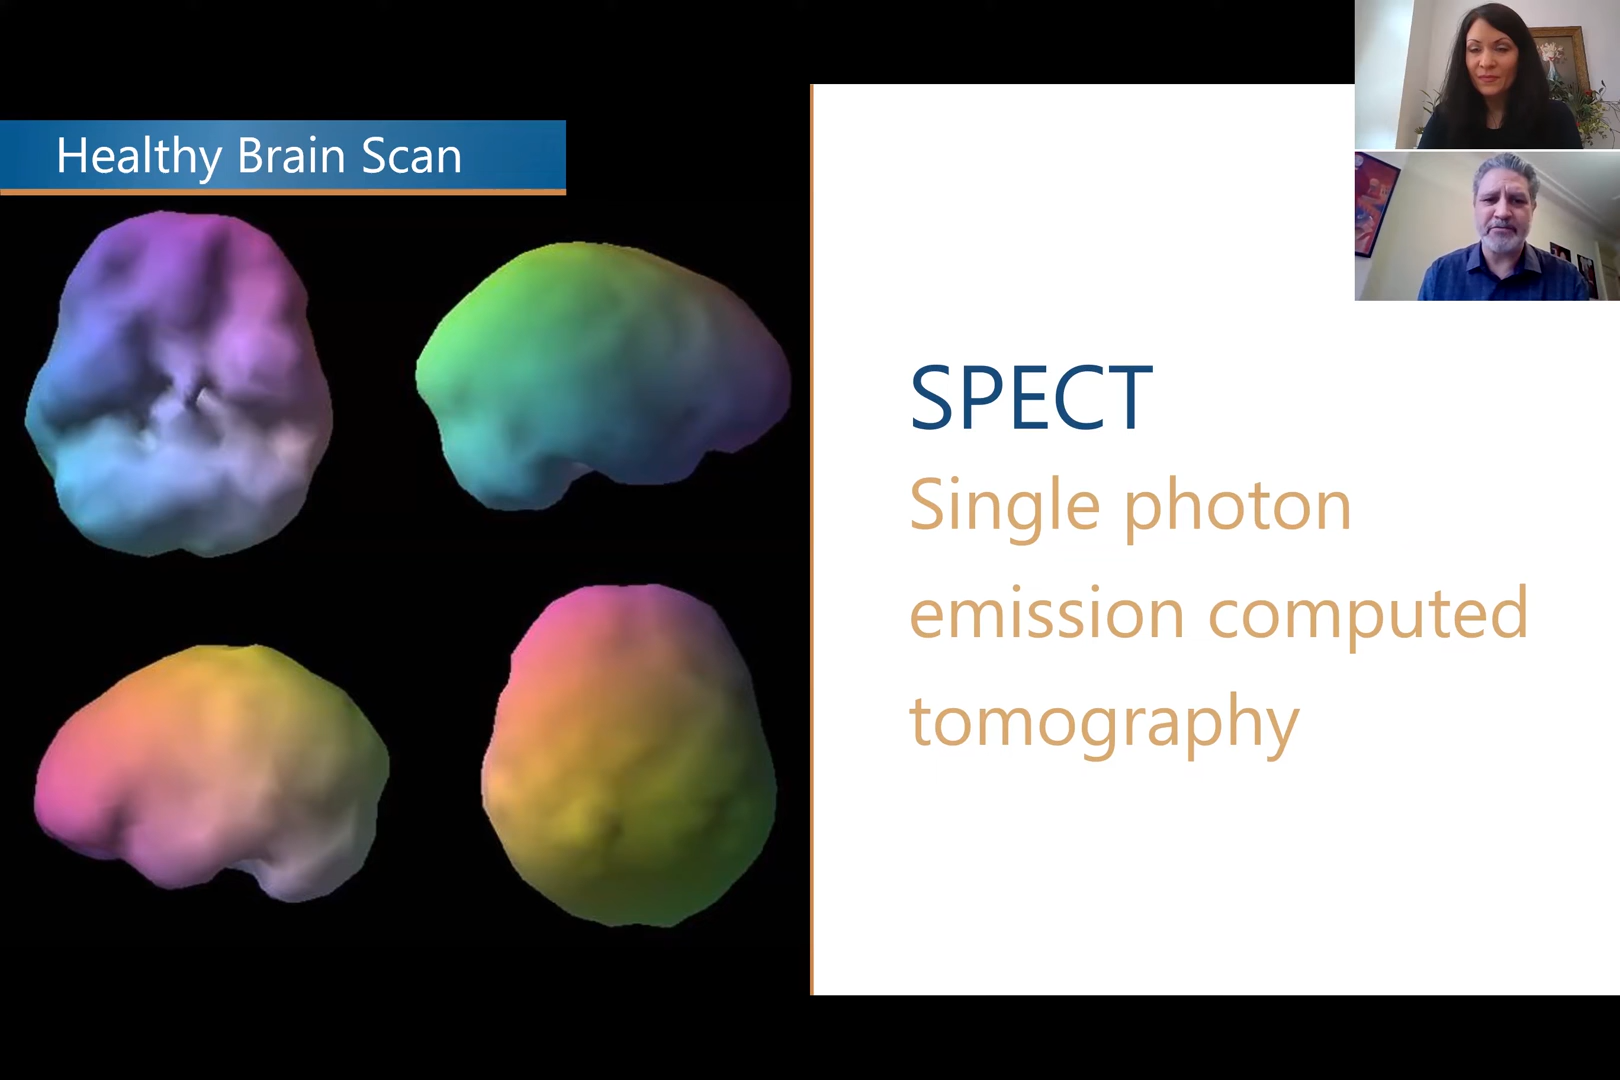 Healthy Brain Scan
SPECT
Single photon
emission computed
tomography